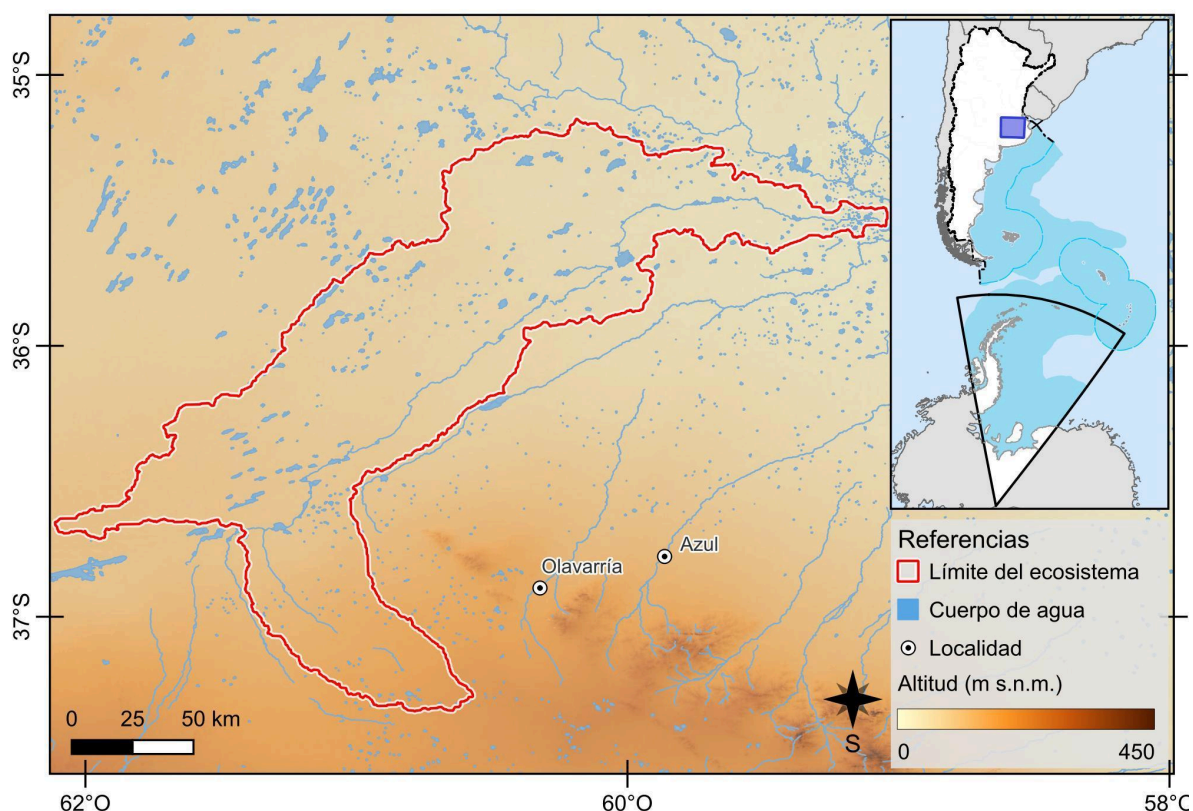 35°S
36°S
37°S
62°O
60°O
58°O
Olavarría
Azul
0 25 50 km
S
Referencias
Límite del ecosistema
Cuerpo de agua
Localidad
Altitud (m s.n.m.)
0 450